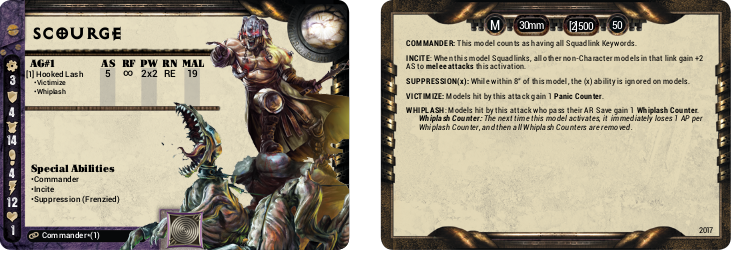 SCOURGE
AG#1 AS RF PW RN MAL
[1] Hooked Lash 5 ∞ 2x2 RE 19
•Victimize
•Whiplash
3
4
14
4
12
1
Special Abilities
•Commander
•Incite
•Suppression (Frenzied)
Commander•(1)
M 30mm [2]500 50
COMMANDER: This model counts as having all Squadlink Keywords.
INCITE: When this model Squadlinks, all other non-Character models in that link gain +2
AS to melee attacks this activation.
SUPPRESSION(x): While within 8" of this model, the (x) ability is ignored on models.
VICTIMIZE: Models hit by this attack gain 1 Panic Counter.
WHIPLASH: Models hit by this attack who pass their AR Save gain 1 Whiplash Counter.
Whiplash Counter: The next time this model activates, it immediately loses 1 AP per
Whiplash Counter, and then all Whiplash Counters are removed.
2017